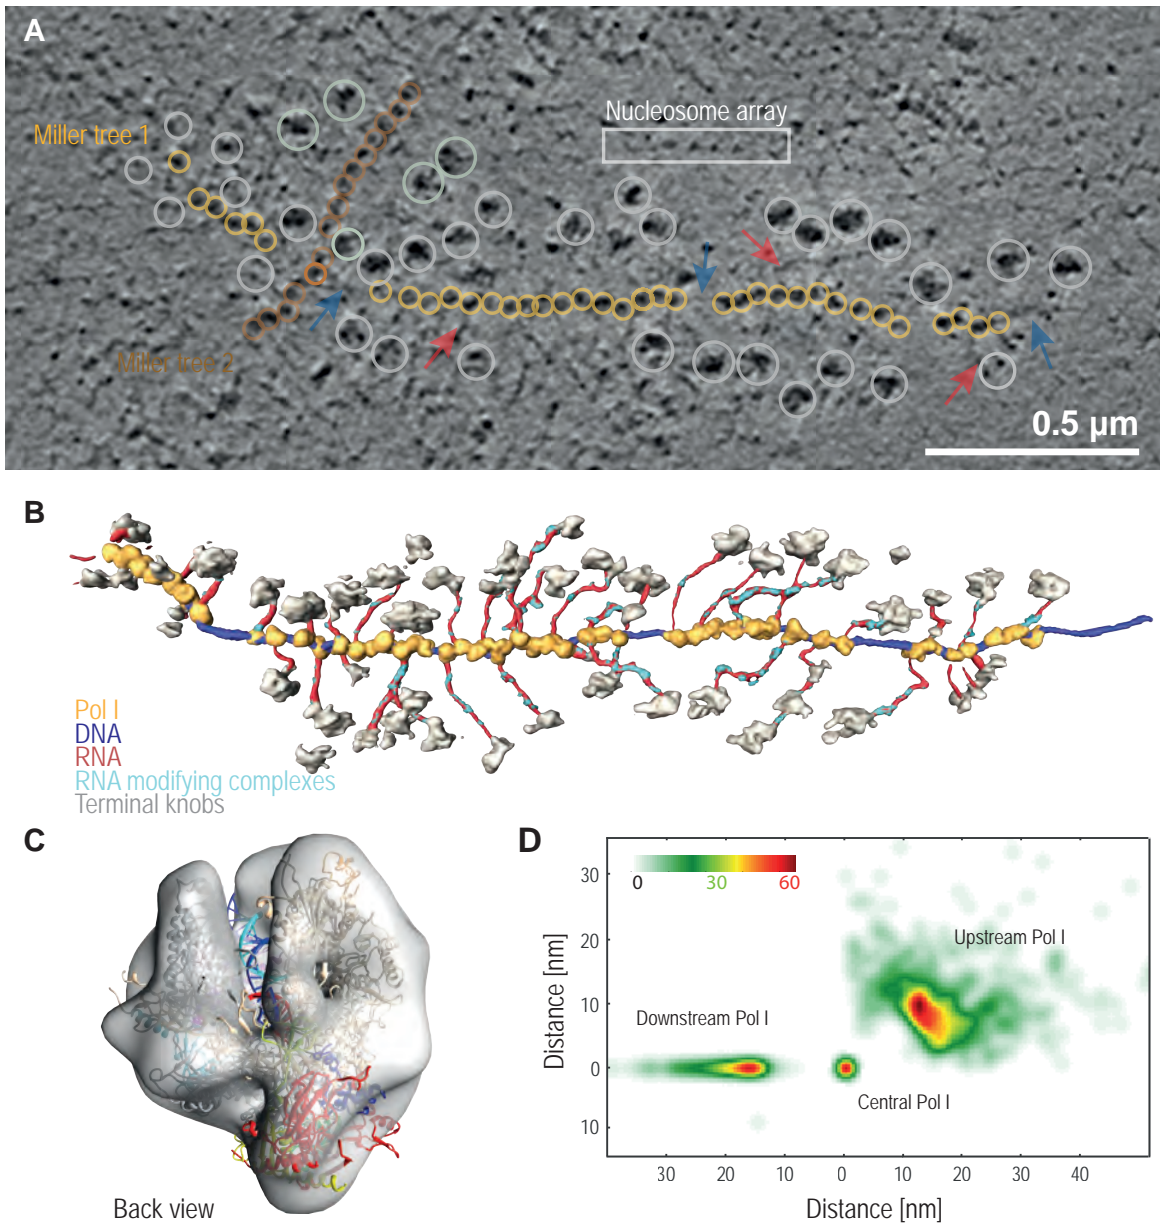 A
Nucleosome array
Miller tree 1
Miller tree 2
0.5 µm
B
Pol I
DNA
RNA
RNA modifying complexes
Terminal knobs
C
Back view
D
0 30 60
30
20
10
0
10
Distance [nm]
Upstream Pol I
Downstream Pol I
Central Pol I
30 20 10 0 10 20 30 40
Distance [nm]